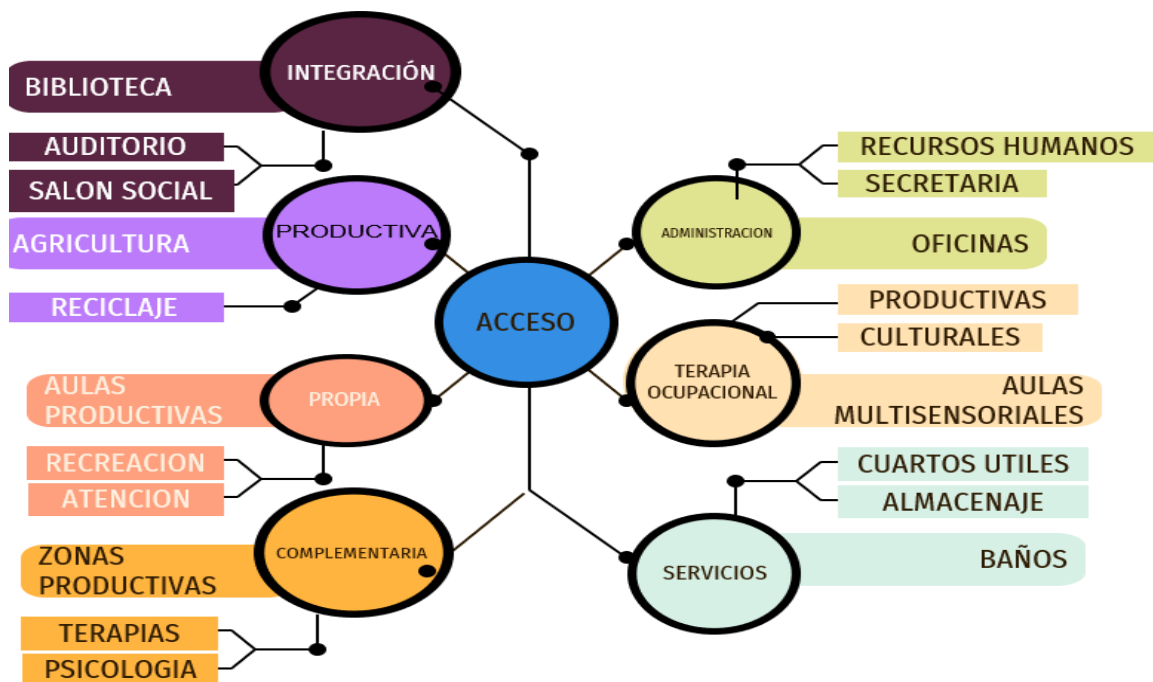 INTEGRACIÓN
BIBLIOTECA
AUDITORIO
SALON SOCIAL
PRODUCTIVA
AGRICULTURA
RECICLAJE
PROPIA
AULAS
PRODUCTIVAS
RECREACION
ATENCION
COMPLEMENTARIA
ZONAS
PRODUCTIVAS
TERAPIAS
PSICOLOGIA
ACCESO
RECURSOS HUMANOS
SECRETARIA
ADMINISTRACION
OFICINAS
PRODUCTIVAS
CULTURALES
TERAPIA
OCUPACIONAL
AULAS
MULTISENSORIALES
CUARTOS UTILES
ALMACENAJE
SERVICIOS
BAÑOS